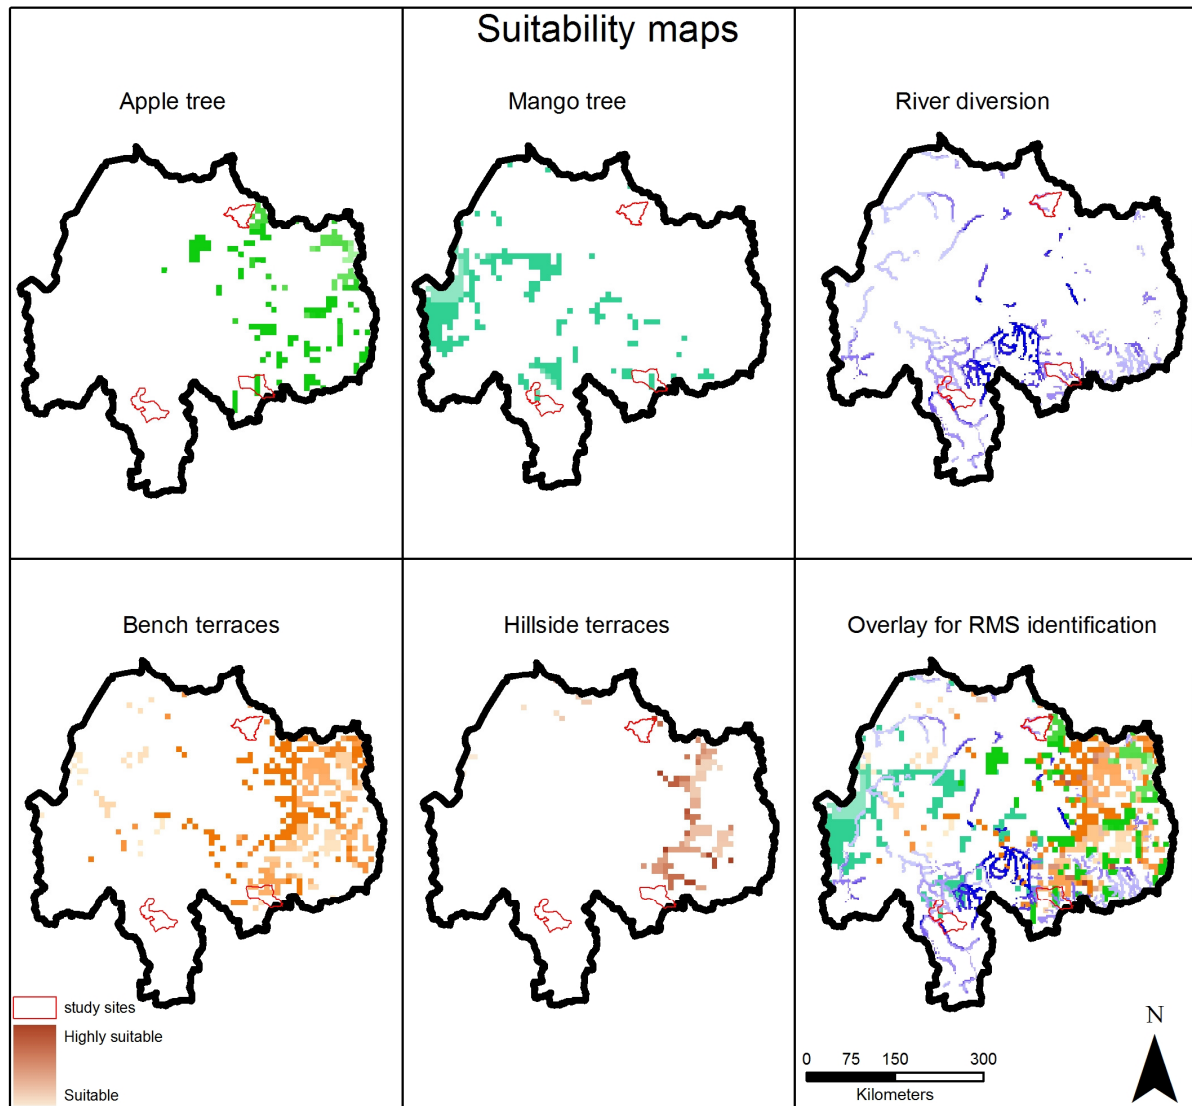 Suitability maps
Apple tree
Mango tree
River diversion
Bench terraces
Hillside terraces
Overlay for RMS identification
study sites
Highly suitable
Suitable
N
0 75 150 300
Kilometers